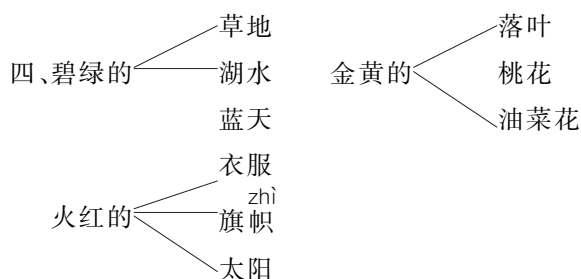 草地
四、碧绿的 湖水
蓝天
金黄的 落叶
桃花
油菜花
衣服
zhì
火红的 旗帜
太阳